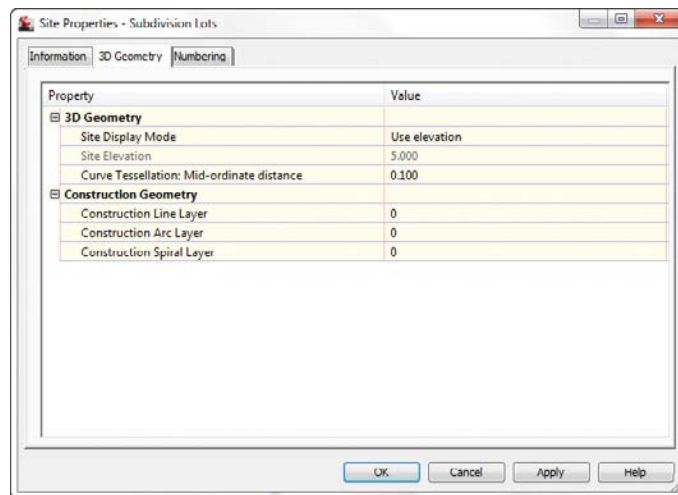 Site Properties - Subdivision Lots
Information 3D Geometry Numbering
Property Value
3D Geometry
Site Display Mode Use elevation
Site Elevation 5.000
Curve Tessellation: Mid-ordinate distance 0.100
Construction Geometry
Construction Line Layer 0
Construction Arc Layer 0
Construction Spiral Layer 0
OK Cancel Apply Help